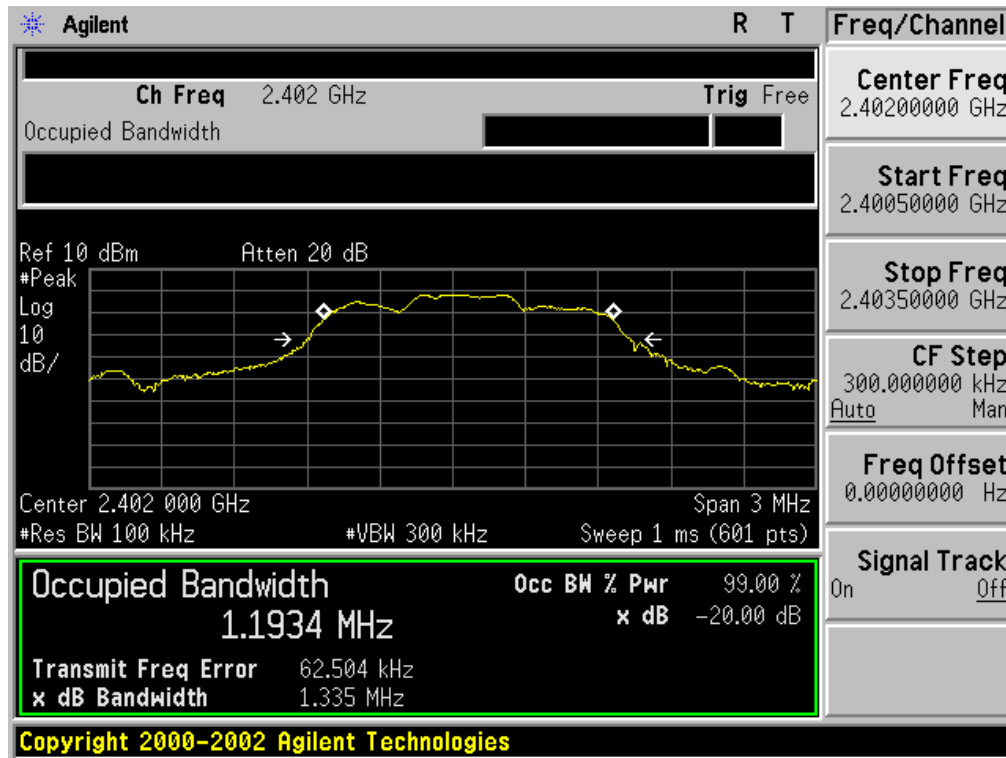 Agilent R T
Ch Freq 2.402 GHz Trig Free
Occupied Bandwidth
Ref 10 dBm Atten 20 dB
#Peak
Log
10
dB/
Center 2.402 000 GHz Span 3 MHz
#Res BW 100 kHz #VBW 300 kHz Sweep 1 ms (601 pts)
Occupied Bandwidth
1.1934 MHz
Occ BW % Pwr 99.00 %
x dB -20.00 dB
Transmit Freq Error 62.504 kHz
x dB Bandwidth 1.335 MHz
Copyright 2000-2002 Agilent Technologies
Freq/Channel
Center Freq
2.40200000 GHz
Start Freq
2.40050000 GHz
Stop Freq
2.40350000 GHz
CF Step
300.000000 kHz
Auto Man
Freq Offset
0.00000000 Hz
Signal Track
On Off